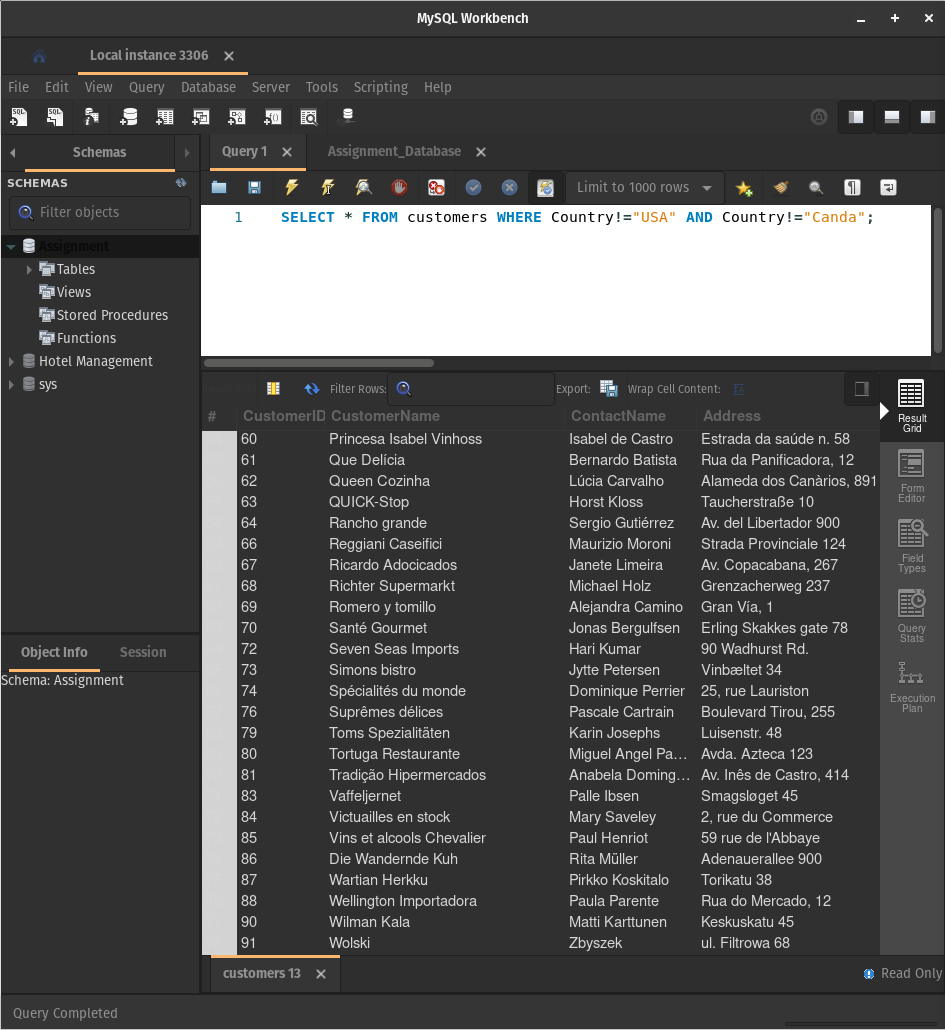 MySQL Workbench
Local instance 3306
File Edit View Query Database Server Tools Scripting Help
Schemas
Query 1
Assignment_Database
SCHEMAS
Limit to 1000 rows
Filter objects
1 SELECT * FROM customers WHERE Country!="USA" AND Country!="Canda";
Assignment
Tables
Views
Stored Procedures
Functions
Hotel Management
sys
Object Info
Session
Schema: Assignment
Filter Rows:
Export:
Wrap Cell Content:
# CustomerID CustomerName ContactName Address
60 Princesa Isabel Vinhoss Isabel de Castro Estrada da saúde n. 58
61 Que Delícia Bernardo Batista Rua da Panificadora, 12
62 Queen Cozinha Lúcia Carvalho Alameda dos Canàrios, 891
63 QUICK-Stop Horst Kloss Taucherstraße 10
64 Rancho grande Sergio Gutiérrez Av. del Libertador 900
66 Reggiani Caseifici Maurizio Moroni Strada Provinciale 124
67 Ricardo Adocicados Janete Limeira Av. Copacabana, 267
68 Richter Supermarkt Michael Holz Grenzacherweg 237
69 Romero y tomillo Alejandra Camino Gran Vía, 1
70 Santé Gourmet Jonas Bergulfsen Erling Skakkes gate 78
72 Seven Seas Imports Hari Kumar 90 Wadhurst Rd.
73 Simons bistro Jytte Petersen Vinbæltet 34
74 Spécialités du monde Dominique Perrier 25, rue Lauriston
76 Suprêmes délices Pascale Cartrain Boulevard Tirou, 255
79 Toms Spezialitäten Karin Josephs Luisenstr. 48
80 Tortuga Restaurante Miguel Angel Pa... Avda. Azteca 123
81 Tradição Hipermercados Anabela Doming... Av. Inês de Castro, 414
83 Vaffeljernet Palle Ibsen Smagsløget 45
84 Victuailles en stock Mary Saveley 2, rue du Commerce
85 Vins et alcools Chevalier Paul Henriot 59 rue de l'Abbaye
86 Die Wandernde Kuh Rita Müller Adenauerallee 900
87 Wartian Herkku Pirkko Koskitalo Torikatu 38
88 Wellington Importadora Paula Parente Rua do Mercado, 12
90 Wilman Kala Matti Karttunen Keskuskatu 45
91 Wolski Zbyszek ul. Filtrowa 68
Result
Grid
Form
Editor
Field
Types
Query
Stats
Execution
Plan
customers 13
Read Only
Query Completed